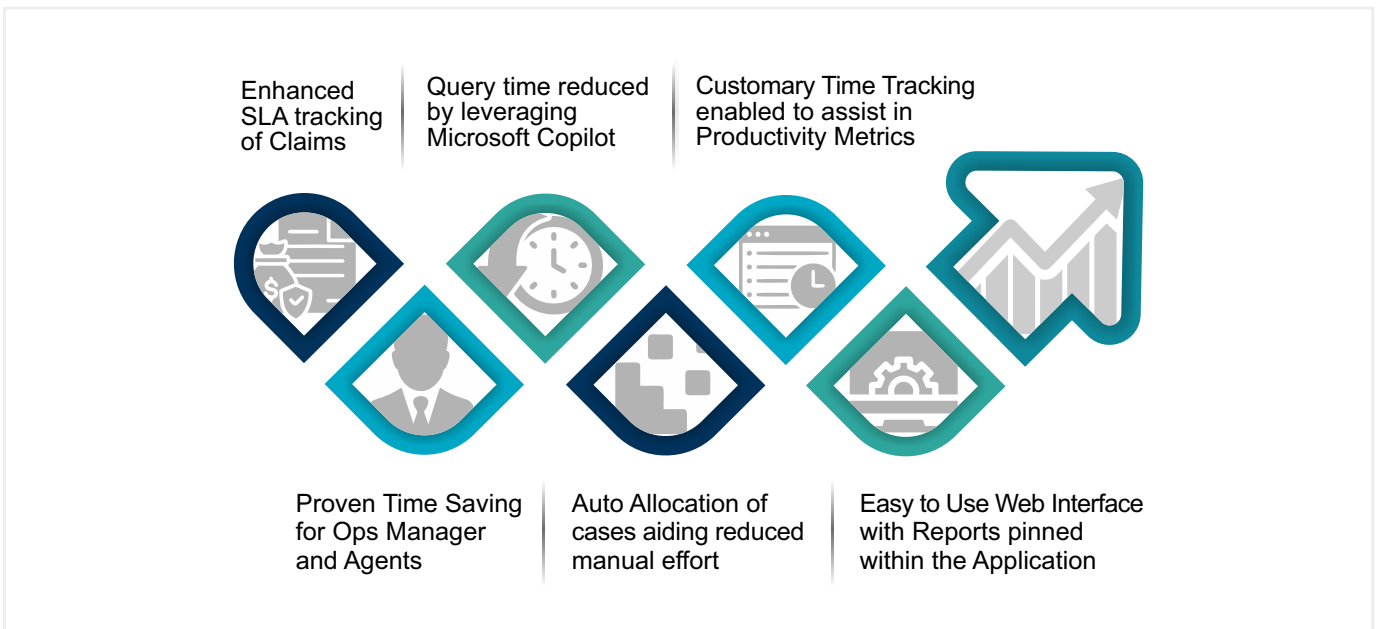 Enhanced
SLA tracking
of Claims
Query time reduced
by leveraging
Microsoft Copilot
Customary Time Tracking
enabled to assist in
Productivity Metrics
$
Proven Time Saving
for Ops Manager
and Agents
Auto Allocation of
cases aiding reduced
manual effort
Easy to Use Web Interface
with Reports pinned
within the Application